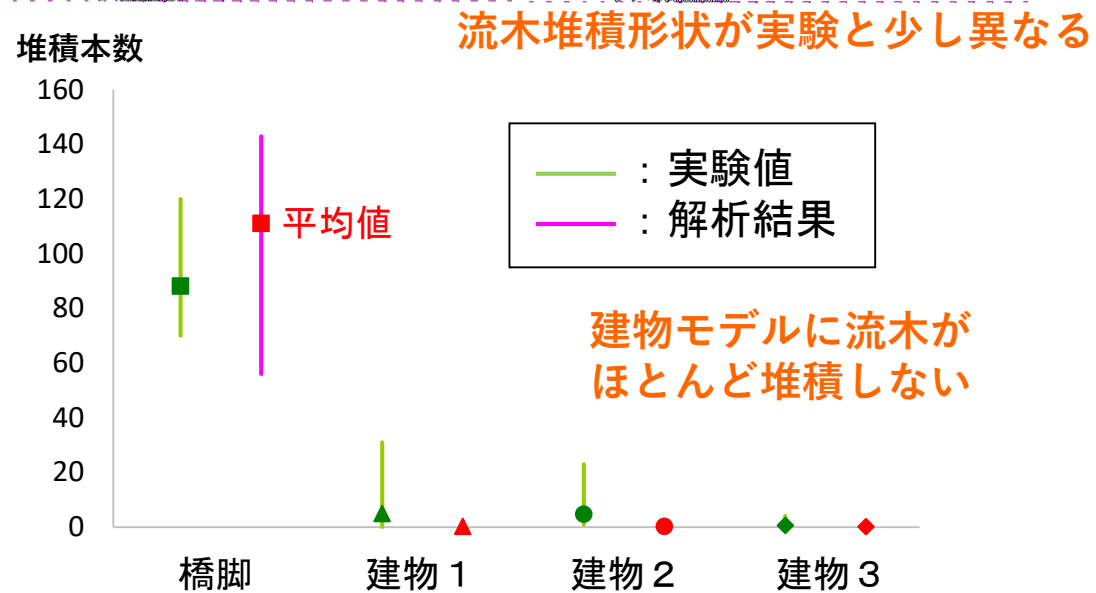 流木堆積形状が実験と少し異なる
堆積本数
160
140
120
100
80
60
40
20
0
平均値
：実験値
：解析結果
建物モデルに流木が
ほとんど堆積しない
橋脚 建物１ 建物２ 建物３